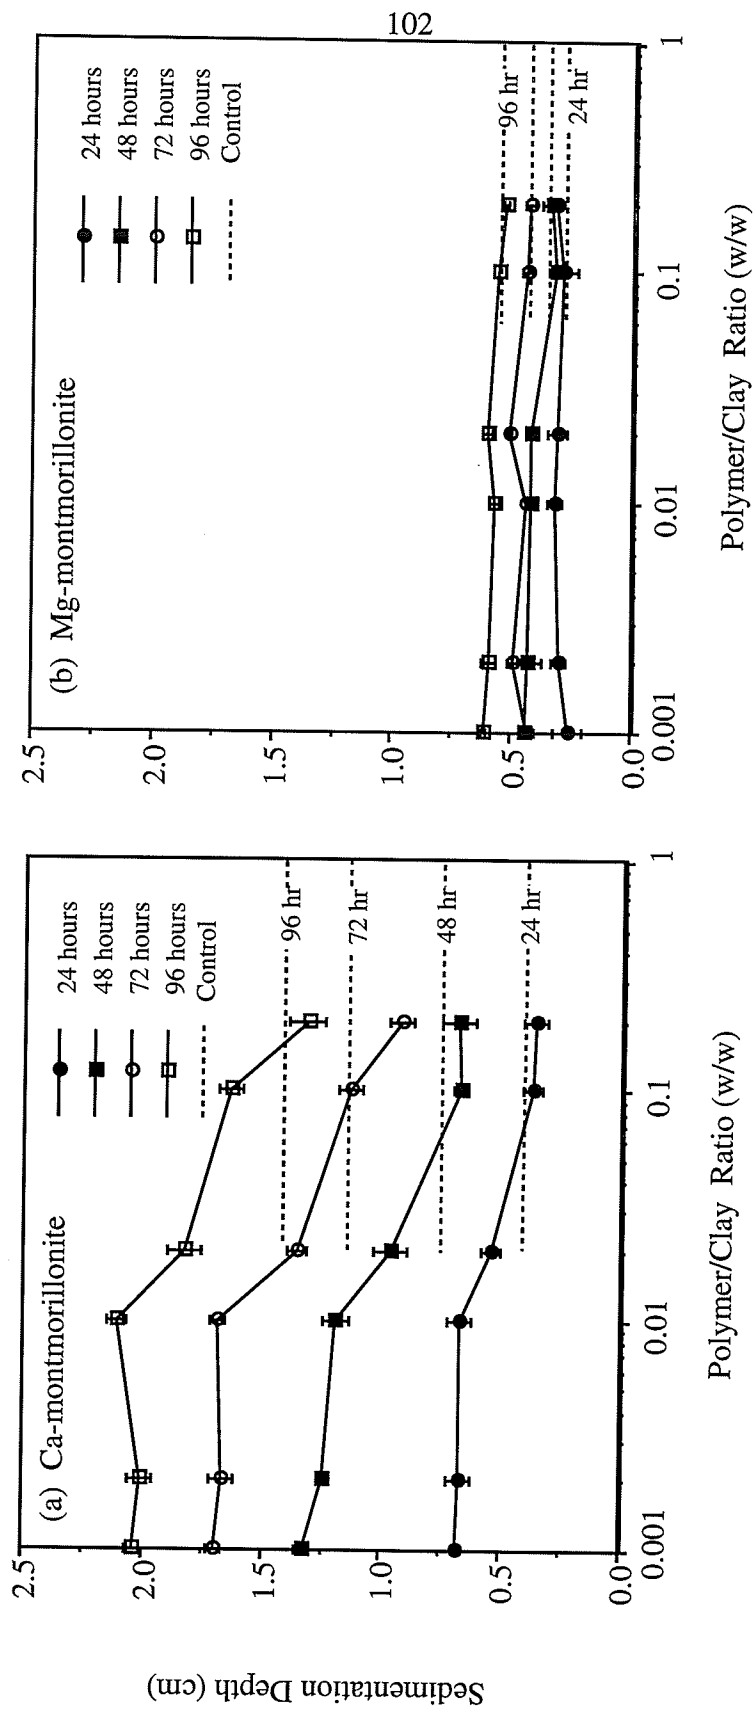 102
Sedimentation Depth (cm)
(a) Ca-montmorillonite
24 hours
48 hours
72 hours
96 hours
Control
96 hr
72 hr
48 hr
24 hr
2.5
2.0
1.5
1.0
0.5
0.0
0.001
0.01
0.1
1
Polymer/Clay Ratio (w/w)
(b) Mg-montmorillonite
24 hours
48 hours
72 hours
96 hours
Control
96 hr
24 hr
2.5
2.0
1.5
1.0
0.5
0.0
0.001
0.01
0.1
1
Polymer/Clay Ratio (w/w)